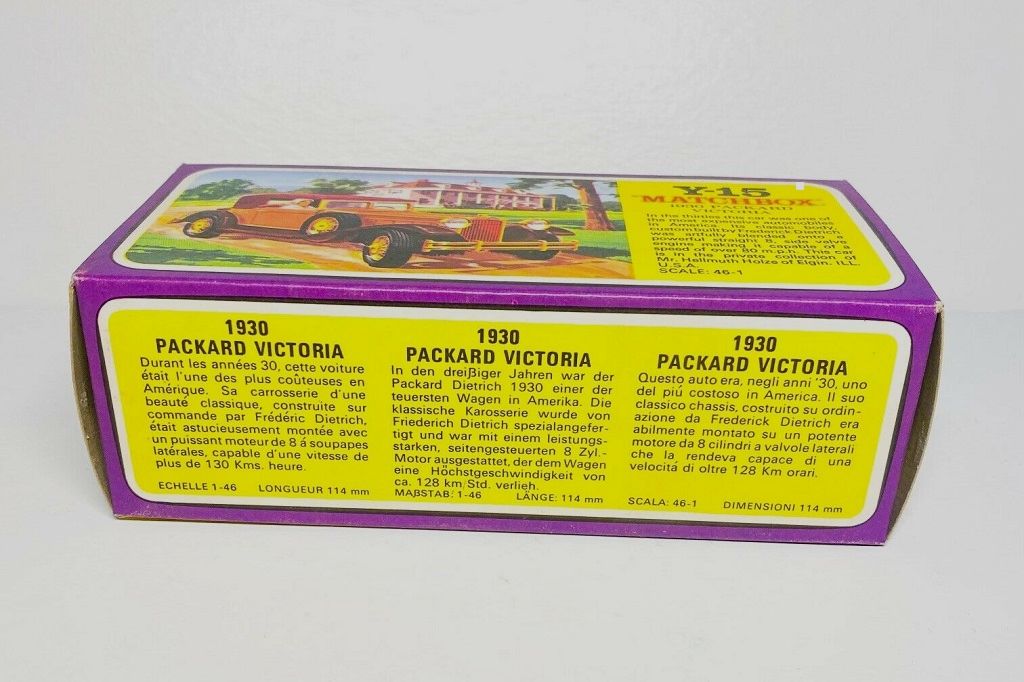 Y-15
MATCHBOX
1930 PACKARD
VICTORIA
In the thirties this car was one of
the most expensive automobiles
in America. Its classic body,
custom built by Frederick Dietrich,
was artfully blended onto a
powerful straight 8, side valve
engine making it capable of a
speed of over 80 m.p.h. This car
is in the private collection of
Mr. Hellmuth Holze of Elgin. ILL.
U.S.A.
SCALE: 46-1
1930
PACKARD VICTORIA
Durant les années 30, cette voiture
était l'une des plus coûteuses en
Amérique. Sa carrosserie d'une
beauté classique, construite sur
commande par Frédéric Dietrich,
était astucieusement montée avec
un puissant moteur de 8 á soupapes
latérales, capable d'une vitesse de
plus de 130 Kms. heure.
ECHELLE 1-46 LONGUEUR 114 mm
1930
PACKARD VICTORIA
In den dreißiger Jahren war der
Packard Dietrich 1930 einer der
teuersten Wagen in Amerika. Die
klassische Karosserie wurde von
Friederich Dietrich spezialangefer-
tigt und war mit einem leistungs-
starken, seitengesteuerten 8 Zyl.-
Motor ausgestattet, der dem Wagen
eine Höchstgeschwindigkeit von
ca. 128 km/Std. verlieh.
MAßSTAB: 1-46 LÄNGE: 114 mm
1930
PACKARD VICTORIA
Questo auto era, negli anni '30, uno
del piú costoso in America. Il suo
classico chassis, costruito su ordin-
azione da Frederick Dietrich era
abilmente montato su un potente
motore da 8 cilindri a valvole laterali
che la rendeva capace di una
velocitá di oltre 128 Km orari.
SCALA: 46-1 DIMENSIONI 114 mm